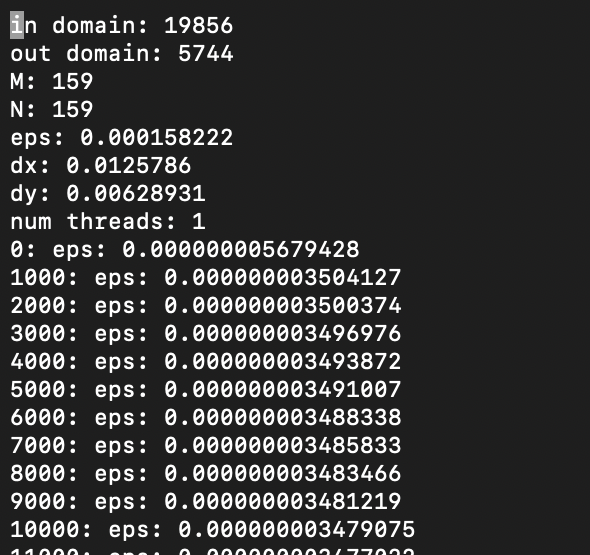 in domain: 19856
out domain: 5744
M: 159
N: 159
eps: 0.000158222
dx: 0.0125786
dy: 0.00628931
num threads: 1
0: eps: 0.000000005679428
1000: eps: 0.000000003504127
2000: eps: 0.000000003500374
3000: eps: 0.000000003496976
4000: eps: 0.000000003493872
5000: eps: 0.000000003491007
6000: eps: 0.000000003488338
7000: eps: 0.000000003485833
8000: eps: 0.000000003483466
9000: eps: 0.000000003481219
10000: eps: 0.000000003479075